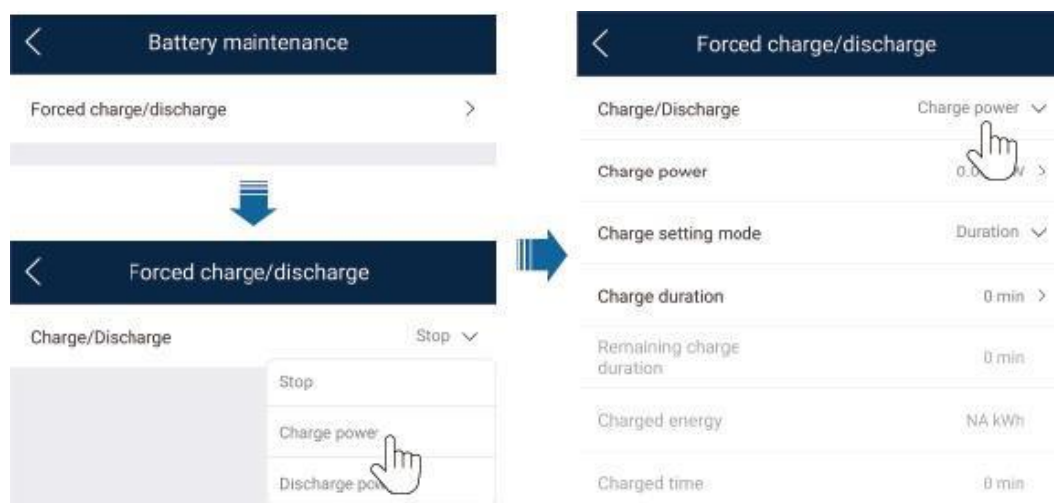 Battery maintenance
Forced charge/discharge
Forced charge/discharge
Charge/Discharge Stop
Stop
Charge power
Discharge
Forced charge/discharge
Charge/Discharge Charge power
Charge power
Charge setting mode Duration
Charge duration 0 min
Remaining charge
duration 0 min
Charged energy NA kWh
Charged time 0 min